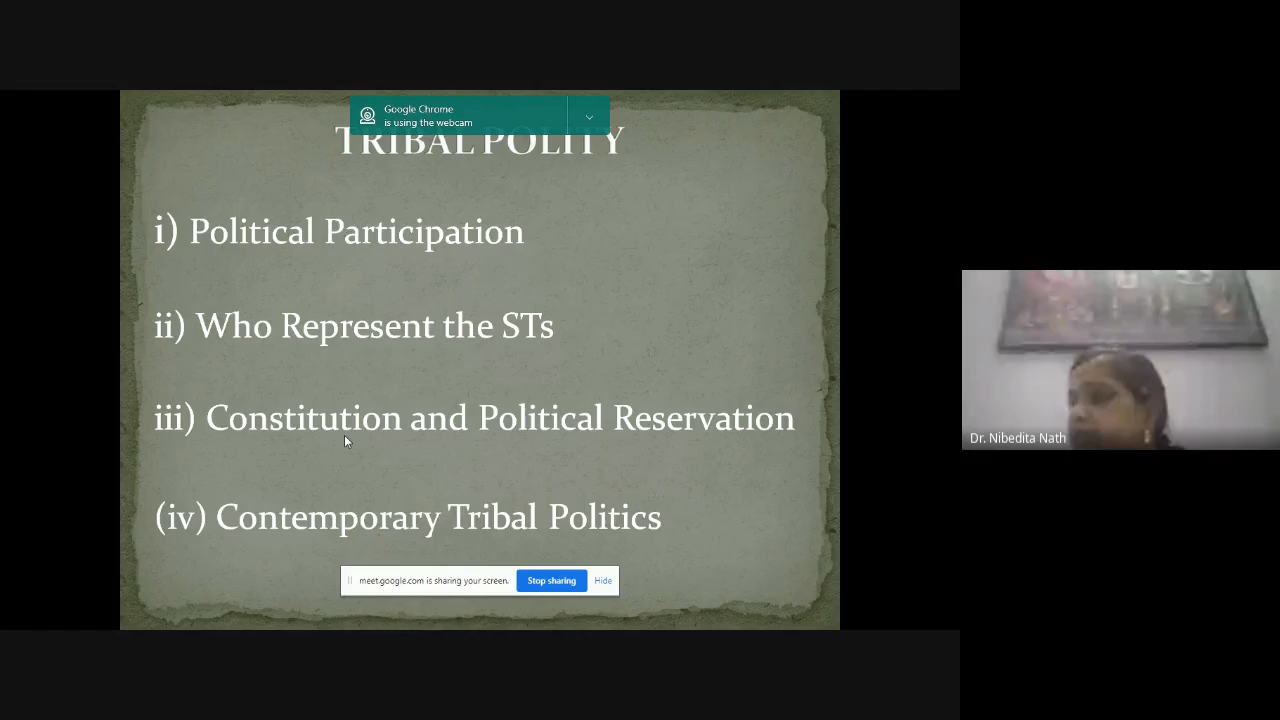 Google Chrome
is using the webcam
TRIBAL POLITY
i) Political Participation
ii) Who Represent the STs
iii) Constitution and Political Reservation
(iv) Contemporary Tribal Politics
meet.google.com is sharing your screen. Stop sharing Hide
Dr. Nibedita Nath